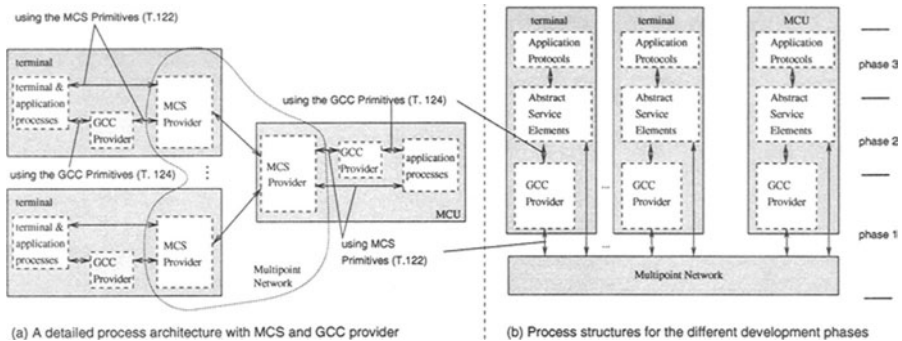 using the MCS Primitives (T.122)
terminal
terminal &
application
processes
GCC
Provider
MCS
Provider
using the GCC Primitives (T. 124)
terminal
terminal &
application
processes
GCC
Provider
MCS
Provider
using the GCC Primitives (T. 124)
MCS
Provider
GCC
Provider
application
processes
MCU
using MCS
Primitives (T.122)
Multipoint
Network
(a) A detailed process architecture with MCS and GCC provider
terminal
Application
Protocols
Abstract
Service
Elements
GCC
Provider
terminal
Application
Protocols
Abstract
Service
Elements
GCC
Provider
MCU
Application
Protocols
Abstract
Service
Elements
GCC
Provider
...
...
phase 3
phase 2
phase 1
Multipoint Network
(b) Process structures for the different development phases